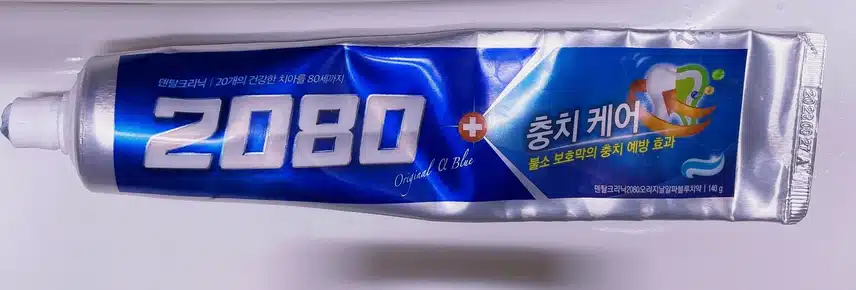 덴탈크리닉 | 20개의 건강한 치아를 80세까지
2080
Original α Blue
충치 케어
불소 보호막의 충치 예방 효과
덴탈크리닉2080오리지날알파블루치약 | 140 g